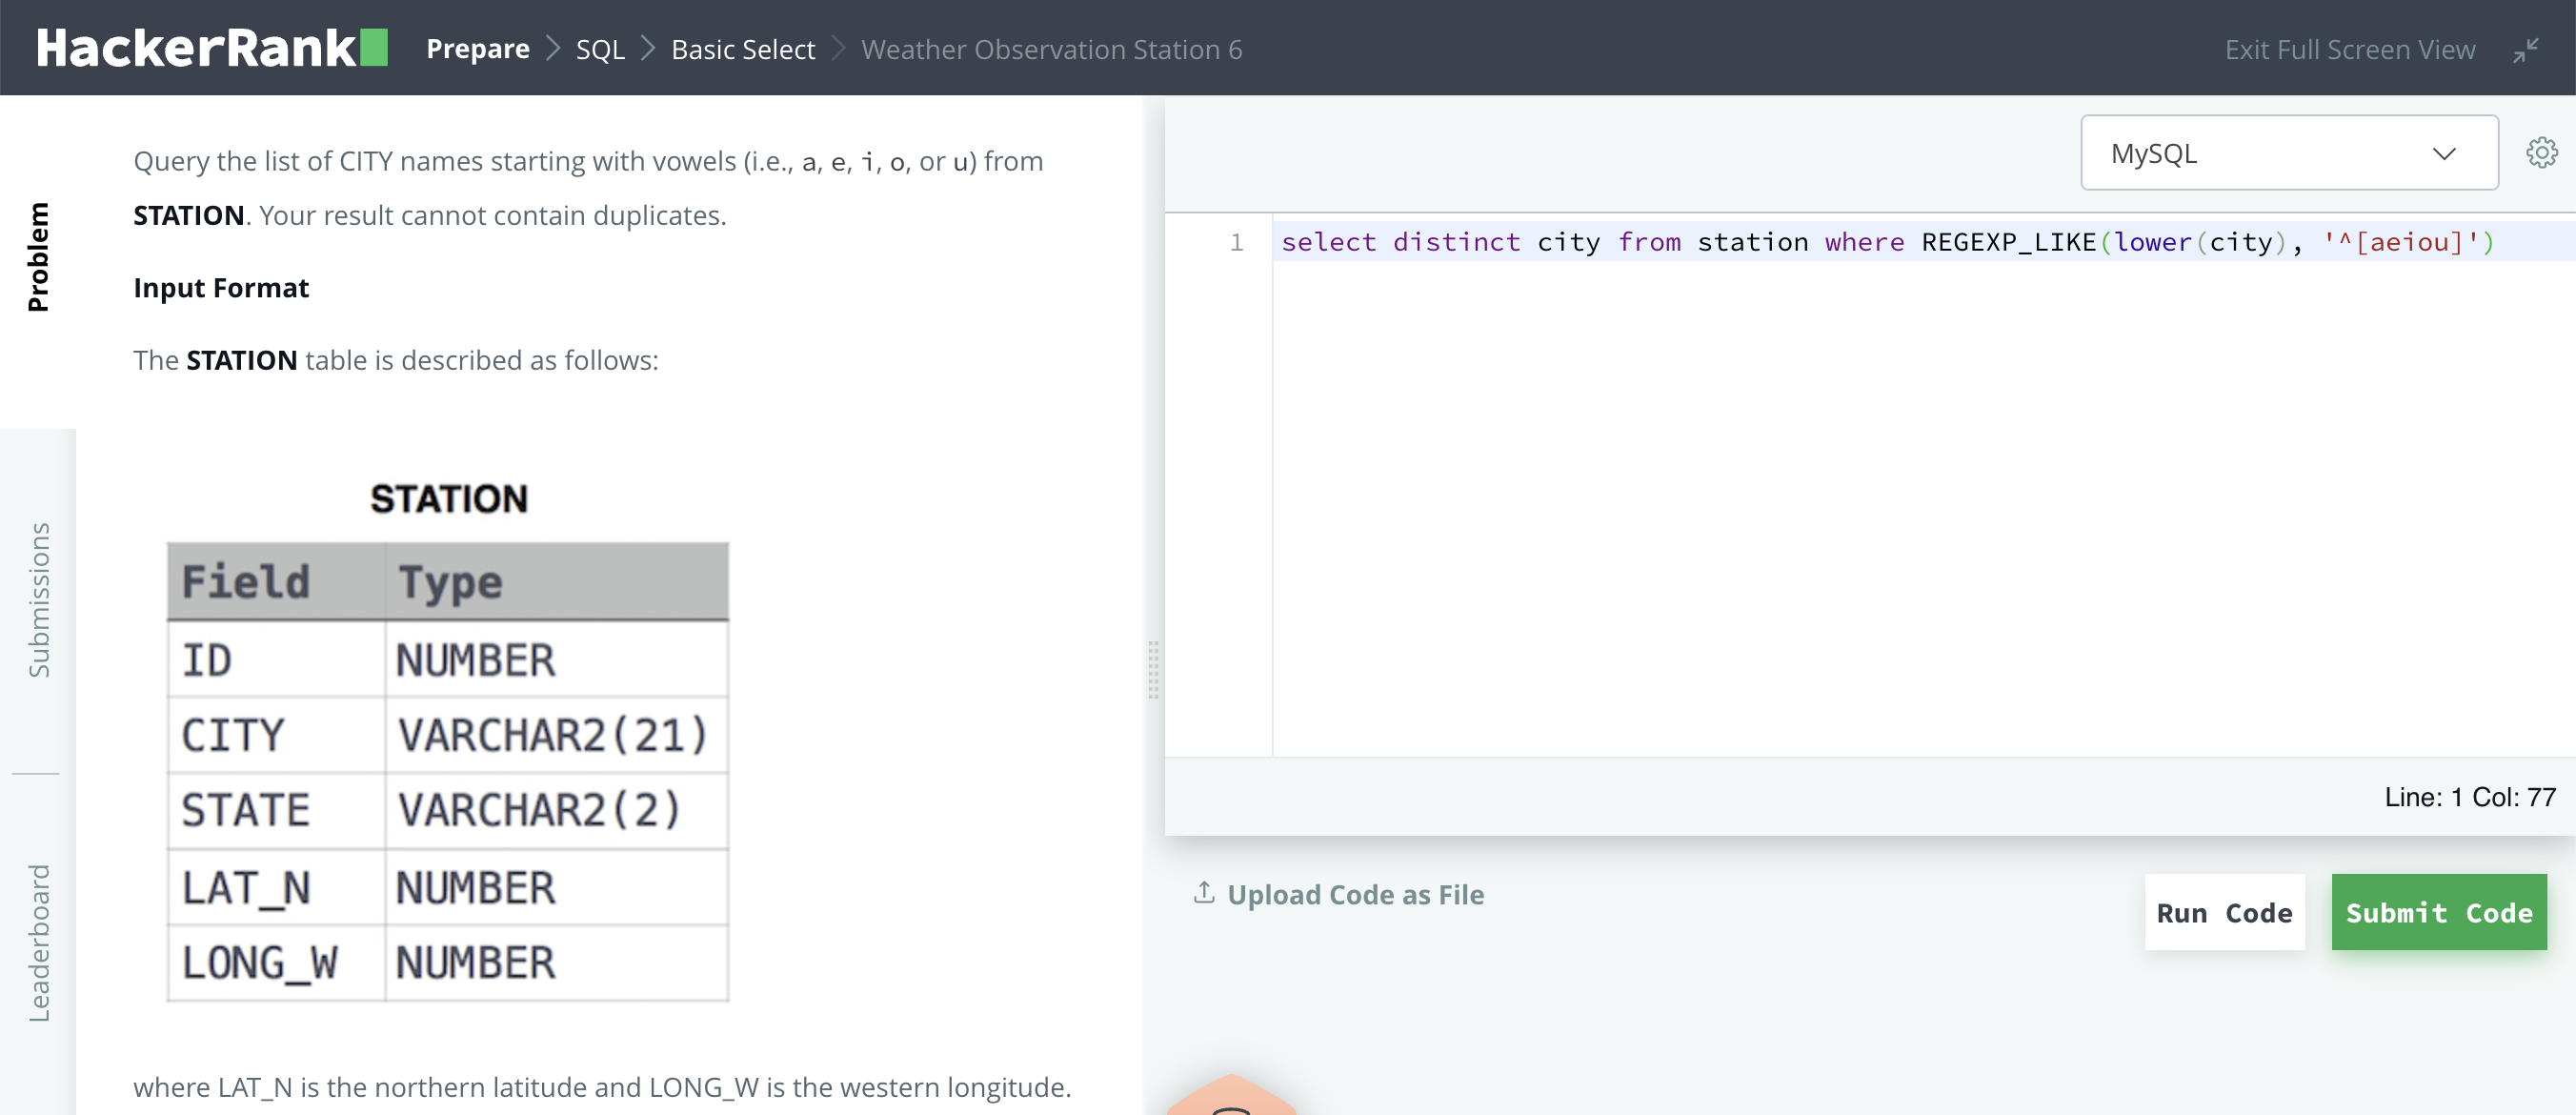 HackerRank Prepare > SQL > Basic Select > Weather Observation Station 6 Exit Full Screen View
Problem
Submissions
Leaderboard
Query the list of CITY names starting with vowels (i.e., a, e, i, o, or u) from
STATION. Your result cannot contain duplicates.
Input Format
The STATION table is described as follows:
STATION
Field Type
ID NUMBER
CITY VARCHAR2(21)
STATE VARCHAR2(2)
LAT_N NUMBER
LONG_W NUMBER
where LAT_N is the northern latitude and LONG_W is the western longitude.
MySQL
1 select distinct city from station where REGEXP_LIKE(lower(city), '^[aeiou]')
Line: 1 Col: 77
Upload Code as File
Run Code
Submit Code